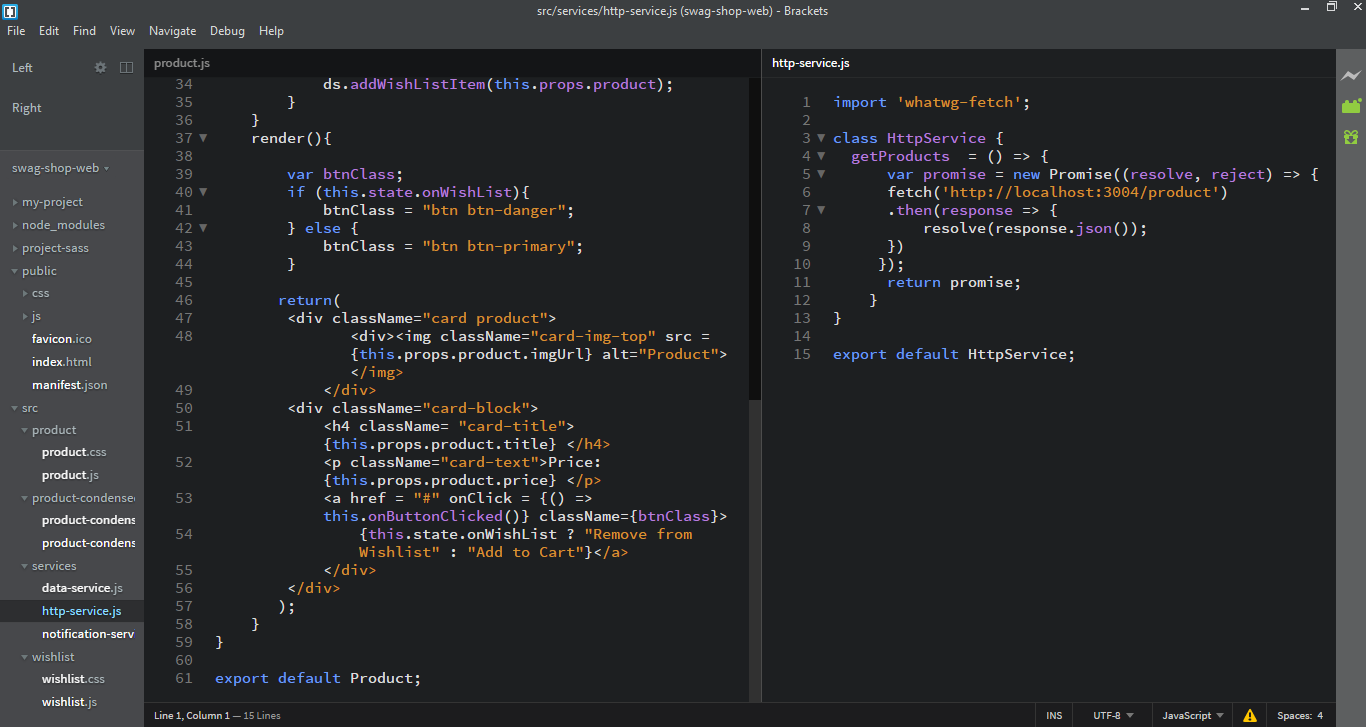 src/services/http-service.js (swag-shop-web) - Brackets
File Edit Find View Navigate Debug Help
Left
Right
swag-shop-web
my-project
node_modules
project-sass
public
css
js
favicon.ico
index.html
manifest.json
src
product
product.css
product.js
product-condense
product-condens
product-condens
services
data-service.js
http-service.js
notification-serv
wishlist
wishlist.css
wishlist.js
product.js
34 ds.addWishListItem(this.props.product);
35 }
36 }
37 render(){
38
39 var btnClass;
40 if (this.state.onWishList){
41 btnClass = "btn btn-danger";
42 } else {
43 btnClass = "btn btn-primary";
44 }
45
46 return(
47 <div className="card product">
48 <div><img className="card-img-top" src =
{this.props.product.imgUrl} alt="Product">
</img>
49 </div>
50 <div className="card-block">
51 <h4 className= "card-title">
{this.props.product.title} </h4>
52 <p className="card-text">Price:
{this.props.product.price} </p>
53 <a href = "#" onClick = {() =>
this.onButtonClicked()} className={btnClass}>
54 {this.state.onWishList ? "Remove from
Wishlist" : "Add to Cart"}</a>
55 </div>
56 </div>
57 );
58 }
59 }
60
61 export default Product;
http-service.js
1 import 'whatwg-fetch';
2
3 class HttpService {
4 getProducts = () => {
5 var promise = new Promise((resolve, reject) => {
6 fetch('http://localhost:3004/product')
7 .then(response => {
8 resolve(response.json());
9 })
10 });
11 return promise;
12 }
13 }
14
15 export default HttpService;
Line 1, Column 1 — 15 Lines
INS UTF-8 JavaScript Spaces: 4